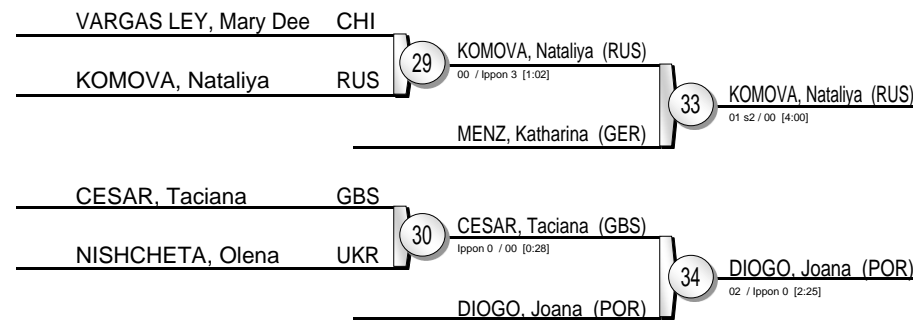 VARGAS LEY, Mary Dee CHI
KOMOVA, Nataliya RUS
29
KOMOVA, Nataliya (RUS)
00 / Ippon 3 [1:02]
MENZ, Katharina (GER)
33
KOMOVA, Nataliya (RUS)
01 s2 / 00 [4:00]
CESAR, Taciana GBS
NISHCHETA, Olena UKR
30
CESAR, Taciana (GBS)
Ippon 0 / 00 [0:28]
DIOGO, Joana (POR)
34
DIOGO, Joana (POR)
02 / Ippon 0 [2:25]